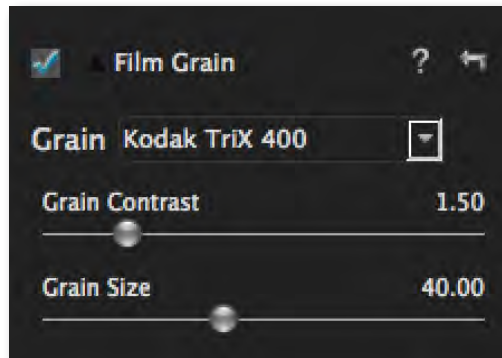 Film Grain ?
Grain Kodak TriX 400
Grain Contrast 1.50
Grain Size 40.00